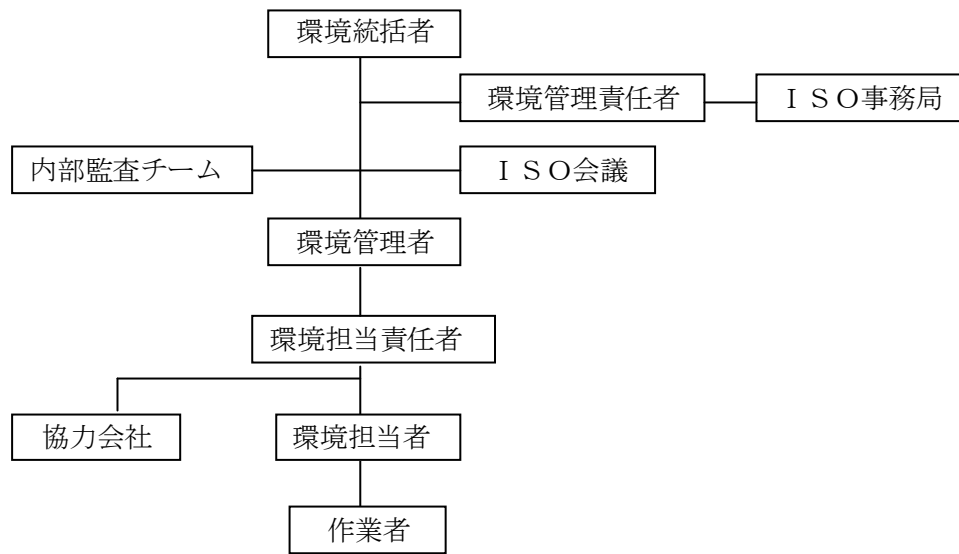 環境統括者
環境管理責任者
ISO事務局
内部監査チーム
ISO会議
環境管理者
環境担当責任者
協力会社
環境担当者
作業者